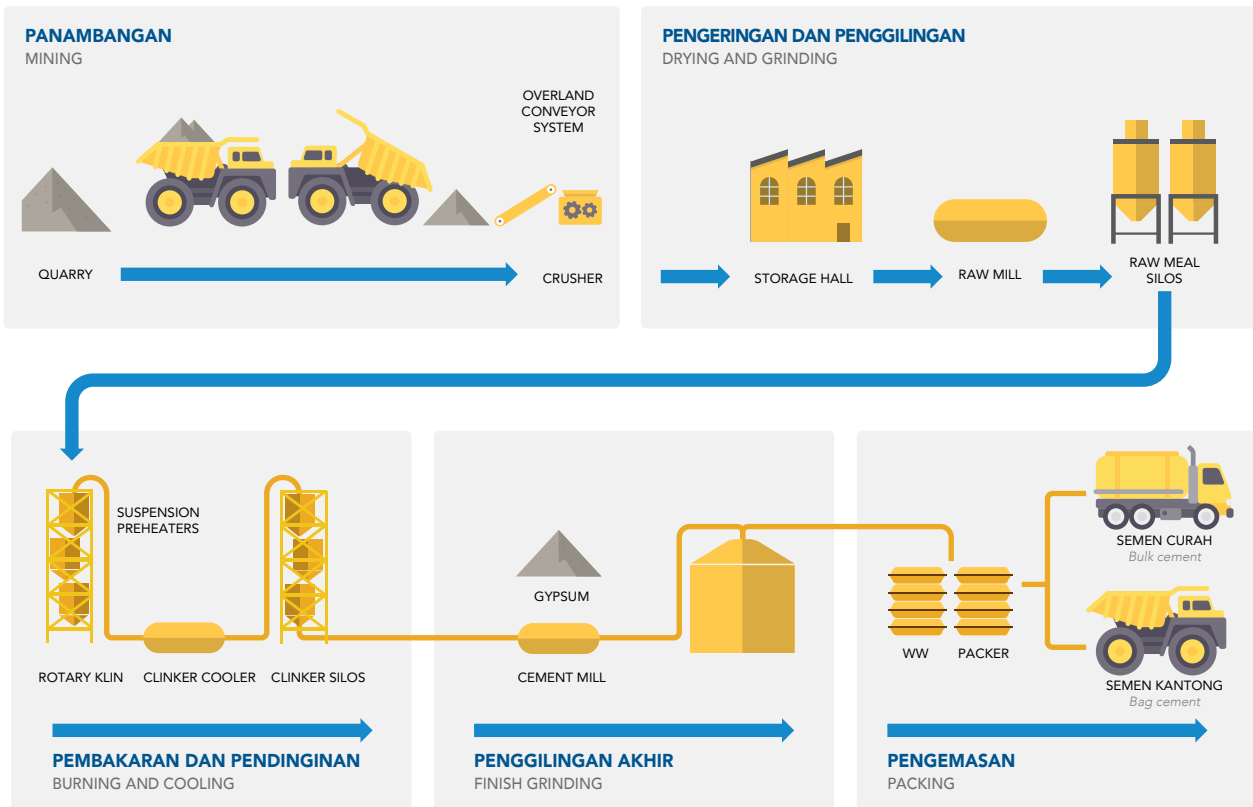 PANAMBANGAN
MINING
OVERLAND
CONVEYOR
SYSTEM
QUARRY
CRUSHER
PENGERINGAN DAN PENGGILINGAN
DRYING AND GRINDING
STORAGE HALL
RAW MILL
RAW MEAL
SILOS
SUSPENSION
PREHEATERS
ROTARY KLIN
CLINKER COOLER
CLINKER SILOS
PEMBAKARAN DAN PENDINGINAN
BURNING AND COOLING
GYPSUM
CEMENT MILL
PENGGILINGAN AKHIR
FINISH GRINDING
WW
PACKER
SEMEN CURAH
Bulk cement
SEMEN KANTONG
Bag cement
PENGEMASAN
PACKING